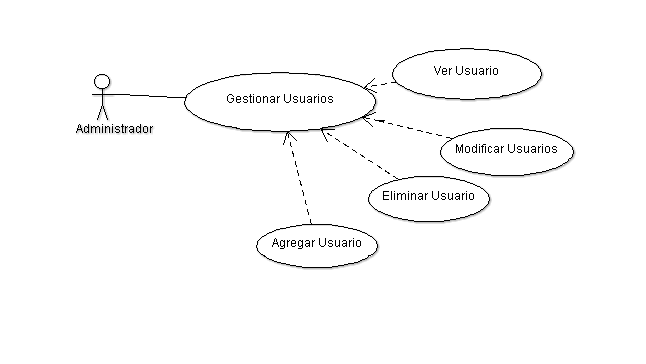 Ver Usuario
Gestionar Usuarios
Administrador
Modificar Usuarios
Eliminar Usuario
Agregar Usuario